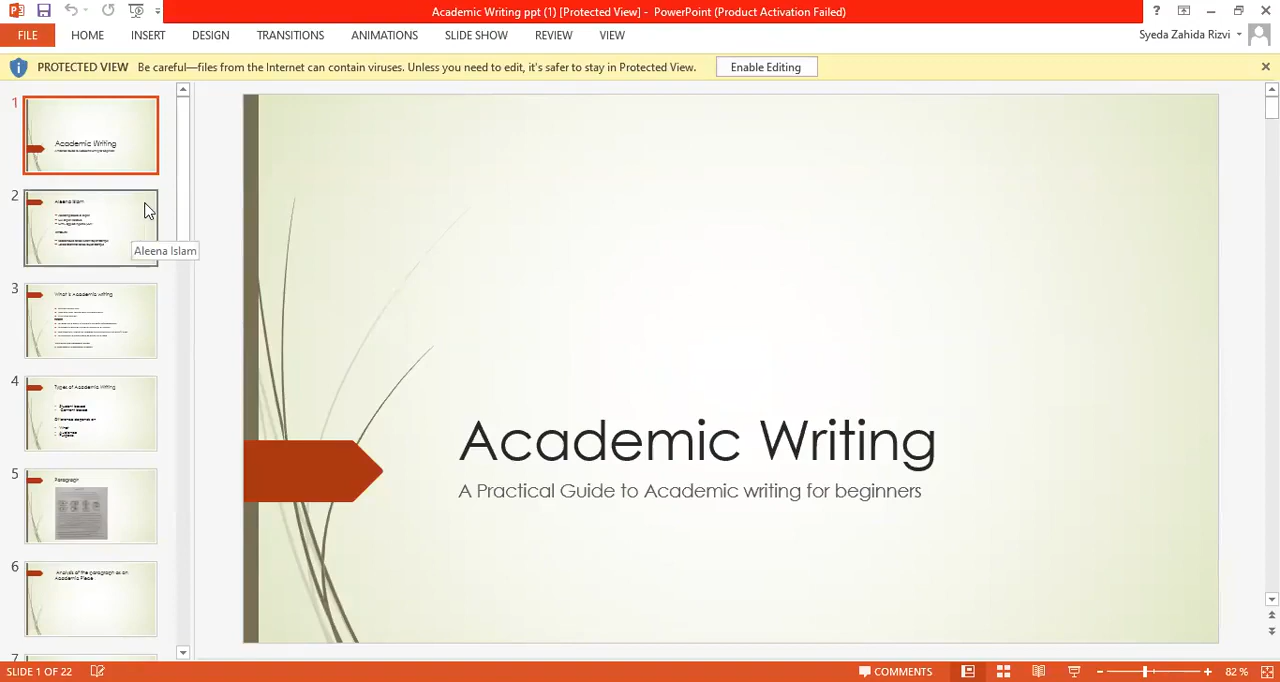 Academic Writing ppt (1) [Protected View] - PowerPoint (Product Activation Failed)
FILE HOME INSERT DESIGN TRANSITIONS ANIMATIONS SLIDE SHOW REVIEW VIEW
Syeda Zahida Rizvi
PROTECTED VIEW Be careful—files from the Internet can contain viruses. Unless you need to edit, it's safer to stay in Protected View. Enable Editing
1
Academic Writing
2
Aleena Islam
Aleena Islam
3
What is Academic writing
4
Types of Academic Writing
5
Paragraph
6
Analysis of the paragraph as an
Academic Piece
7
Academic Writing
A Practical Guide to Academic writing for beginners
SLIDE 1 OF 22
COMMENTS
82 %